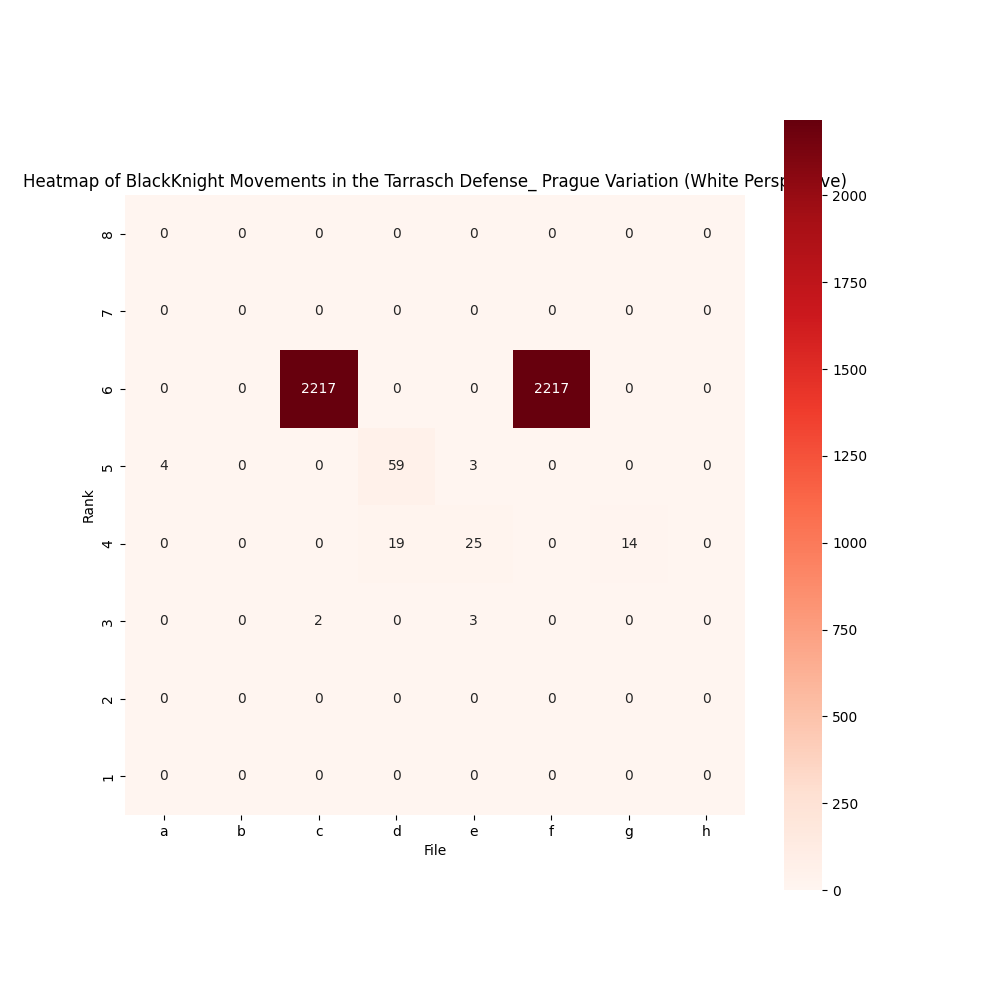 Heatmap of BlackKnight Movements in the Tarrasch Defense_ Prague Variation (White Perspective)
8 0 0 0 0 0 0 0 0
7 0 0 0 0 0 0 0 0
6 0 0 2217 0 0 2217 0 0
5 4 0 0 59 3 0 0 0
Rank
4 0 0 0 19 25 0 14 0
3 0 0 2 0 3 0 0 0
2 0 0 0 0 0 0 0 0
1 0 0 0 0 0 0 0 0
a b c d e f g h
File
2000
1750
1500
1250
1000
750
500
250
0